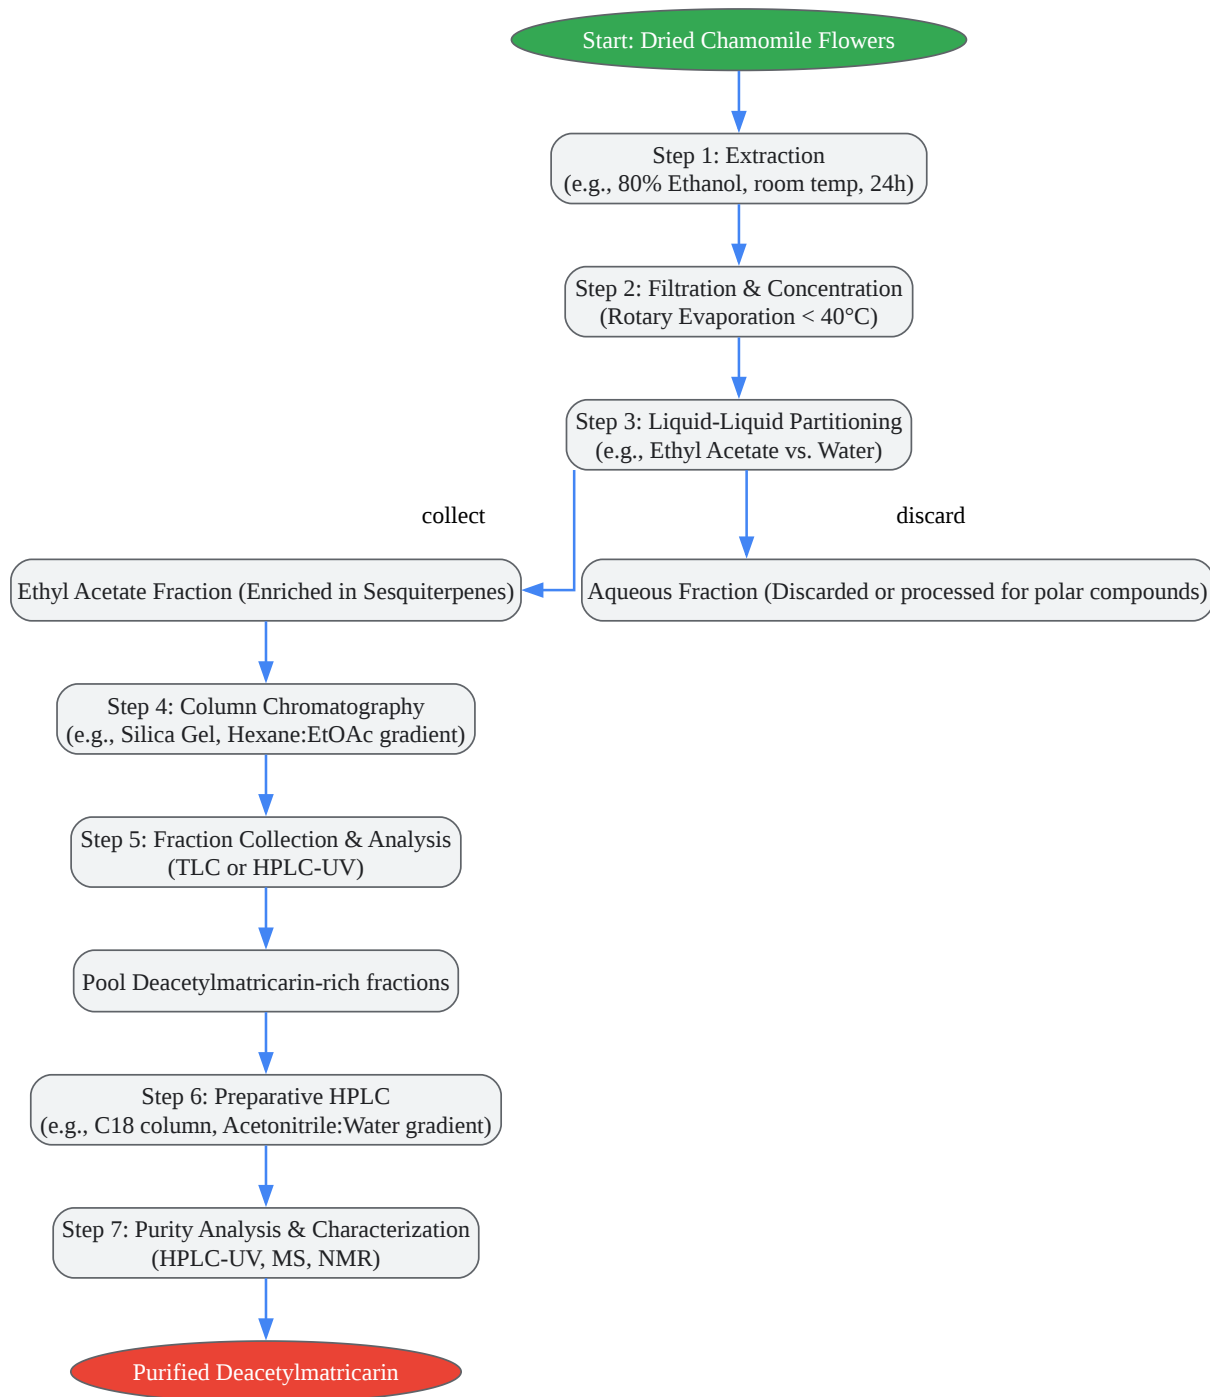 Start: Dried Chamomile Flowers
Step 1: Extraction
(e.g., 80% Ethanol, room temp, 24h)
Step 2: Filtration & Concentration
(Rotary Evaporation < 40°C)
Step 3: Liquid-Liquid Partitioning
(e.g., Ethyl Acetate vs. Water)
collect
discard
Ethyl Acetate Fraction (Enriched in Sesquiterpenes)
Aqueous Fraction (Discarded or processed for polar compounds)
Step 4: Column Chromatography
(e.g., Silica Gel, Hexane:EtOAc gradient)
Step 5: Fraction Collection & Analysis
(TLC or HPLC-UV)
Pool Deacetylmatricarin-rich fractions
Step 6: Preparative HPLC
(e.g., C18 column, Acetonitrile:Water gradient)
Step 7: Purity Analysis & Characterization
(HPLC-UV, MS, NMR)
Purified Deacetylmatricarin